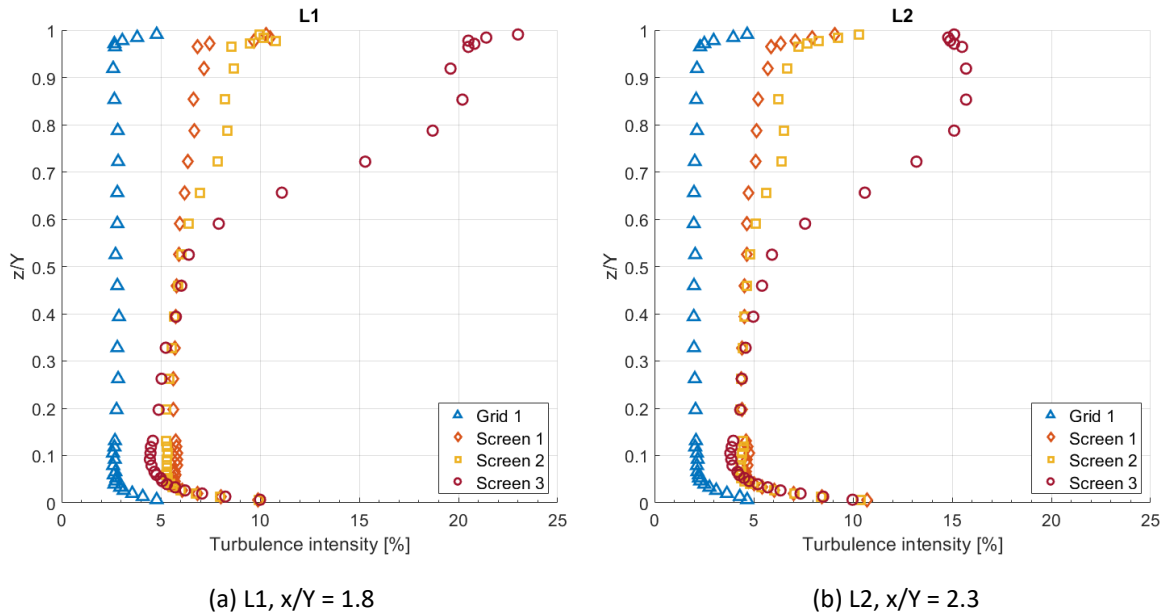 L1
z/Y
1
0.9
0.8
0.7
0.6
0.5
0.4
0.3
0.2
0.1
0
0 5 10 15 20 25
Turbulence intensity [%]
Grid 1
Screen 1
Screen 2
Screen 3
(a) L1, x/Y = 1.8
L2
z/Y
1
0.9
0.8
0.7
0.6
0.5
0.4
0.3
0.2
0.1
0
0 5 10 15 20 25
Turbulence intensity [%]
Grid 1
Screen 1
Screen 2
Screen 3
(b) L2, x/Y = 2.3